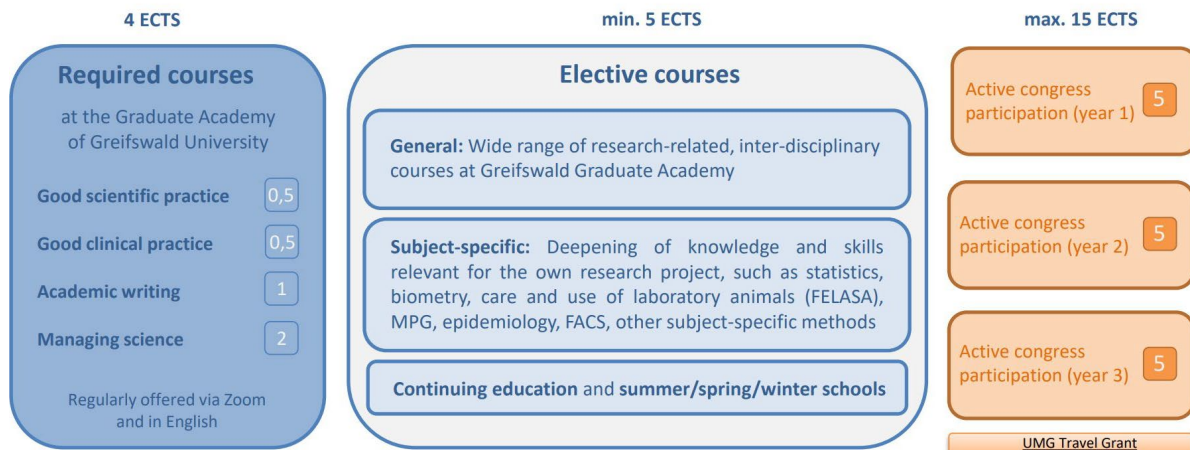 4 ECTS
Required courses
at the Graduate Academy
of Greifswald University
Good scientific practice 0,5
Good clinical practice 0,5
Academic writing 1
Managing science 2
Regularly offered via Zoom
and in English
min. 5 ECTS
Elective courses
General: Wide range of research-related, inter-disciplinary
courses at Greifswald Graduate Academy
Subject-specific: Deepening of knowledge and skills
relevant for the own research project, such as statistics,
biometry, care and use of laboratory animals (FELASA),
MPG, epidemiology, FACS, other subject-specific methods
Continuing education and summer/spring/winter schools
max. 15 ECTS
Active congress
participation (year 1) 5
Active congress
participation (year 2) 5
Active congress
participation (year 3) 5
UMG Travel Grant